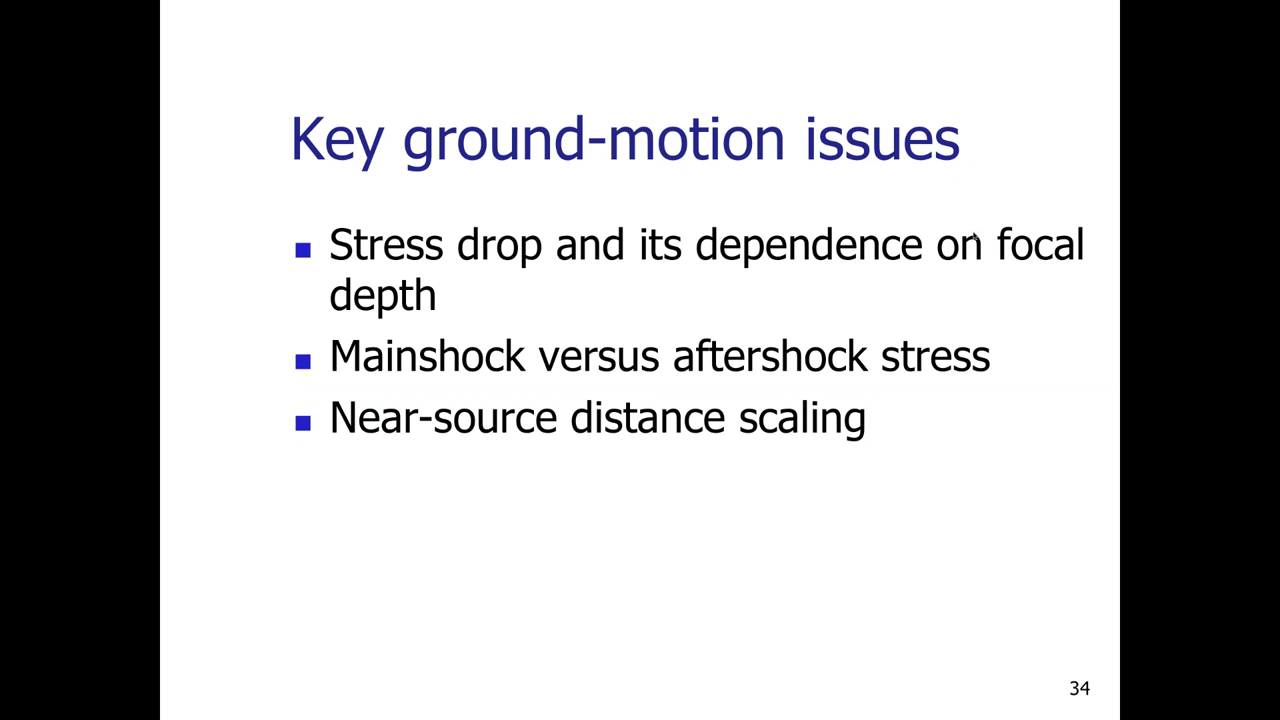 Key ground-motion issues
Stress drop and its dependence on focal
depth
Mainshock versus aftershock stress
Near-source distance scaling
34